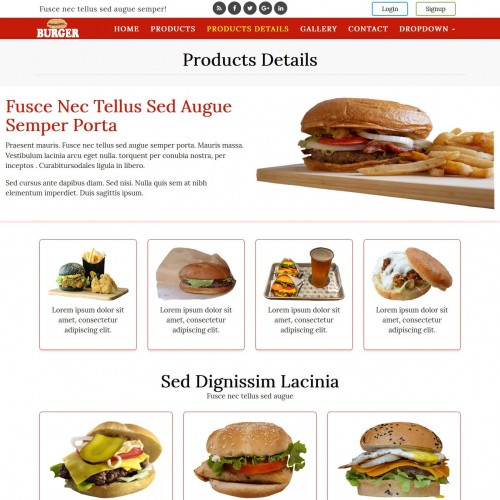 Fusce nec tellus sed augue semper!
Login
Signup
BURGER
HOME
PRODUCTS
PRODUCTS DETAILS
GALLERY
CONTACT
DROPDOWN
Products Details
Fusce Nec Tellus Sed Augue
Semper Porta
Praesent mauris. Fusce nec tellus sed augue semper porta. Mauris massa.
Vestibulum lacinia arcu eget nulla. torquent per conubia nostra, per
inceptos . Curabitursodales ligula in libero.
Sed cursus ante dapibus diam. Sed nisi. Nulla quis sem at nibh
elementum imperdiet. Duis sagittis ipsum.
Lorem ipsum dolor sit
amet, consectetur
adipiscing elit.
Lorem ipsum dolor sit
amet, consectetur
adipiscing elit.
Lorem ipsum dolor sit
amet, consectetur
adipiscing elit.
Lorem ipsum dolor sit
amet, consectetur
adipiscing elit.
Sed Dignissim Lacinia
Fusce nec tellus sed augue